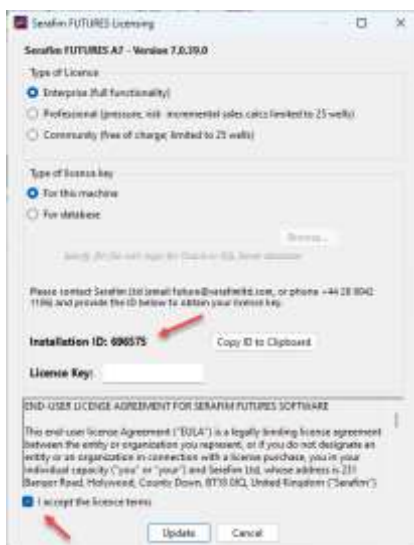 Serafim FUTURES Licensing
Serafim FUTURES A7 - Version 7.0.39.0
Type of Licence
Enterprise (full functionality)
Professional (pressure, risk incremental sales calcs limited to 25 wells)
Community (free of charge; limited to 25 wells)
Type of licence key
For this machine
For database
Browse...
Please contact Serafim Ltd (email futures@serafimltd.com, or phone +44 28 9042
and provide the ID below to obtain your licence key.
Installation ID: 696575
Copy ID to Clipboard
Licence Key:
END-USER LICENSE AGREEMENT FOR SERAFIM FUTURES SOFTWARE
This end-user license Agreement ("EULA") is a legally binding license agreement
between the entity or organization you represent, or if you do not designate an
entity or an organization in connection with a license purchase, you in your
individual capacity ("you" or "your") and Serafim Ltd, whose address is 231
Bangor Road, Holywood, County Down, BT18 0JQ, United Kingdom ("Serafim")
I accept the licence terms
Update
Cancel